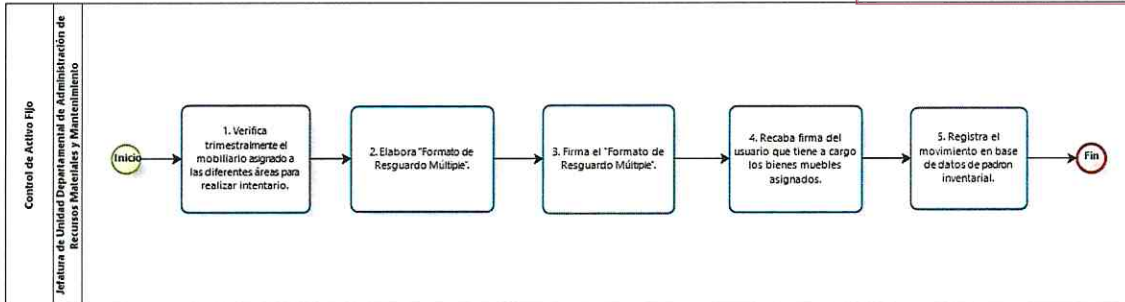 Control de Activo Fijo
Jefatura de Unidad Departamental de Administración de
Recursos Materiales y Mantenimiento
Inicio
1. Verifica
trimestralmente el
mobiliario asigrado a
las diferentes áreas para
realizar intentario.
2. Elabora "Formato de
Resguardo Múltiple".
3. Firma el "Formato de
Resguardo Múltiple".
4. Recaba firma del
usuario que tiene a cargo
los bienes muebles
asignados.
5. Registra el
movimiento en base
de datos de padron
inventarial.
Fin